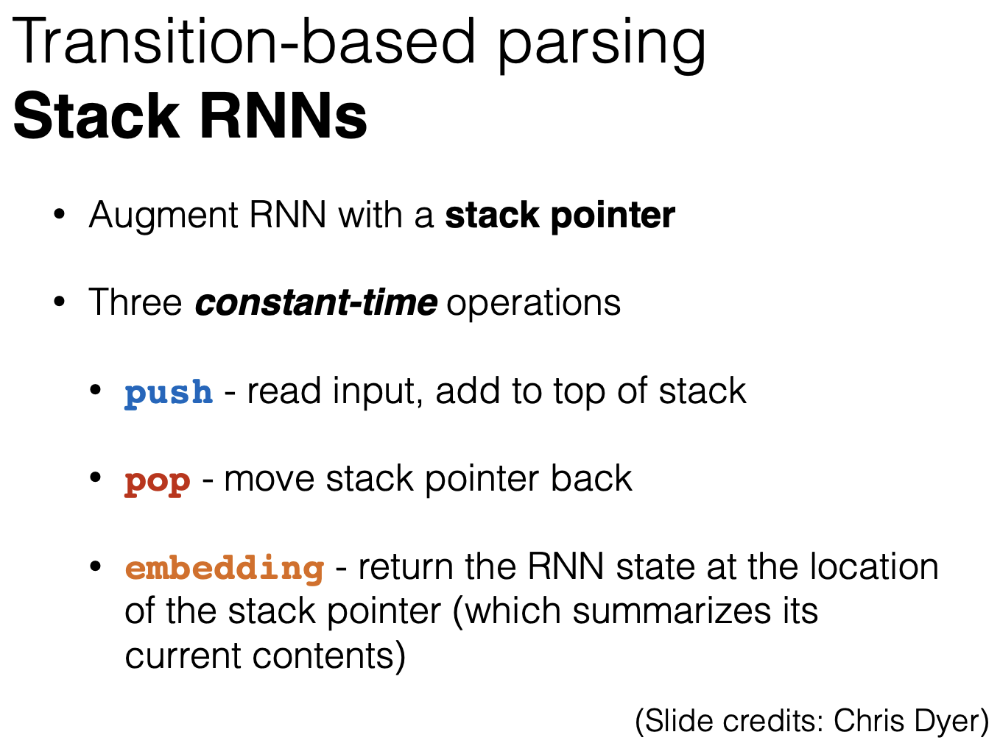 Transition-based parsing
Stack RNNs
• Augment RNN with a stack pointer
• Three constant-time operations
• push - read input, add to top of stack
• pop - move stack pointer back
• embedding - return the RNN state at the location
of the stack pointer (which summarizes its
current contents)
(Slide credits: Chris Dyer)